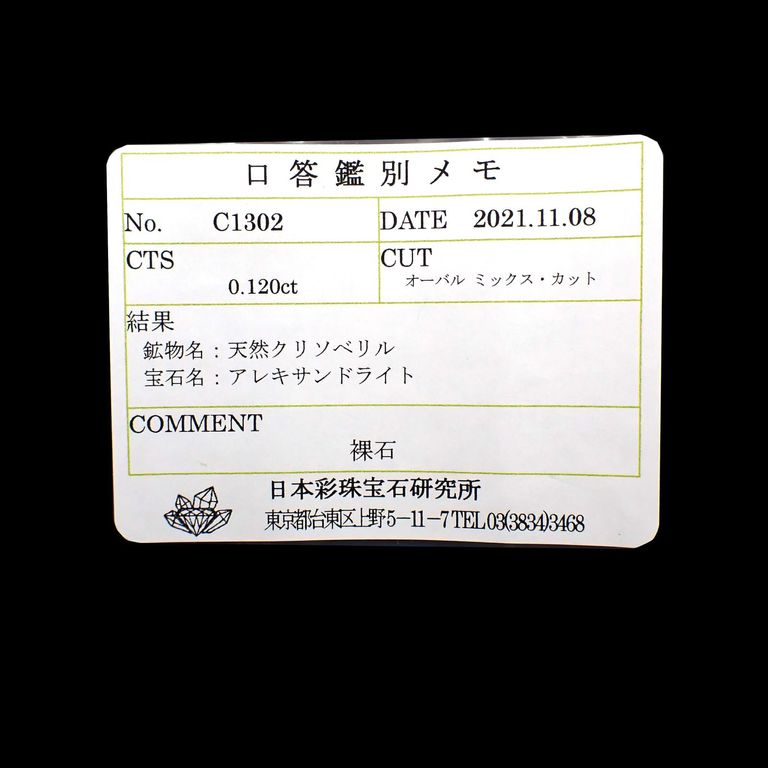 口答鑑別メモ
No. C1302 DATE 2021.11.08
CTS CUT
0.120ct オーバル ミックス・カット
結果
鉱物名：天然クリソベリル
宝石名：アレキサンドライト
COMMENT
裸石
日本彩珠宝石研究所
東京都台東区上野5-11-7 TEL 03(3834)3468